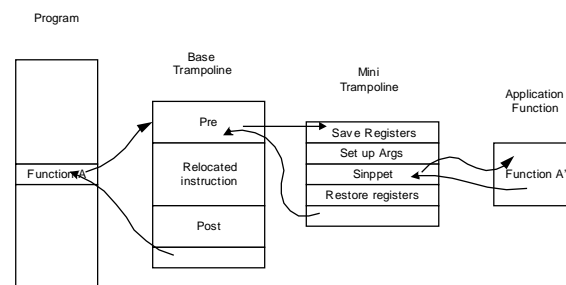 Program
Base
Trampoline
Mini
Trampoline
Application
Function
Pre
Save Registers
Set up Args
Function A
Relocated
instruction
Sinppet
Function A'
Restore registers
Post